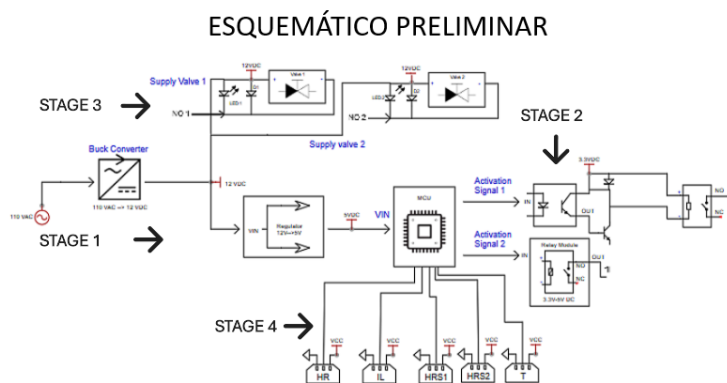 ESQUEMÁTICO PRELIMINAR
12VDC
Valve 1
Supply Valve 1
LED1
D1
STAGE 3
NO 1
12VDC
Valve 2
D2
NO 2
Supply valve 2
STAGE 2
Buck Converter
110 VAC
110 VAC --> 12 VDC
12 VDC
STAGE 1
VIN
Regulator
12V-->5V
5VDC
VIN
MCU
Activation
Signal 1
IN
3.3VDC
OUT
NO
NC
Activation
Signal 2
IN
Relay Module
NO
NC
OUT
3.3V-5V DC
STAGE 4
VCC
HR
VCC
IL
VCC
HRS1
VCC
HRS2
VCC
T